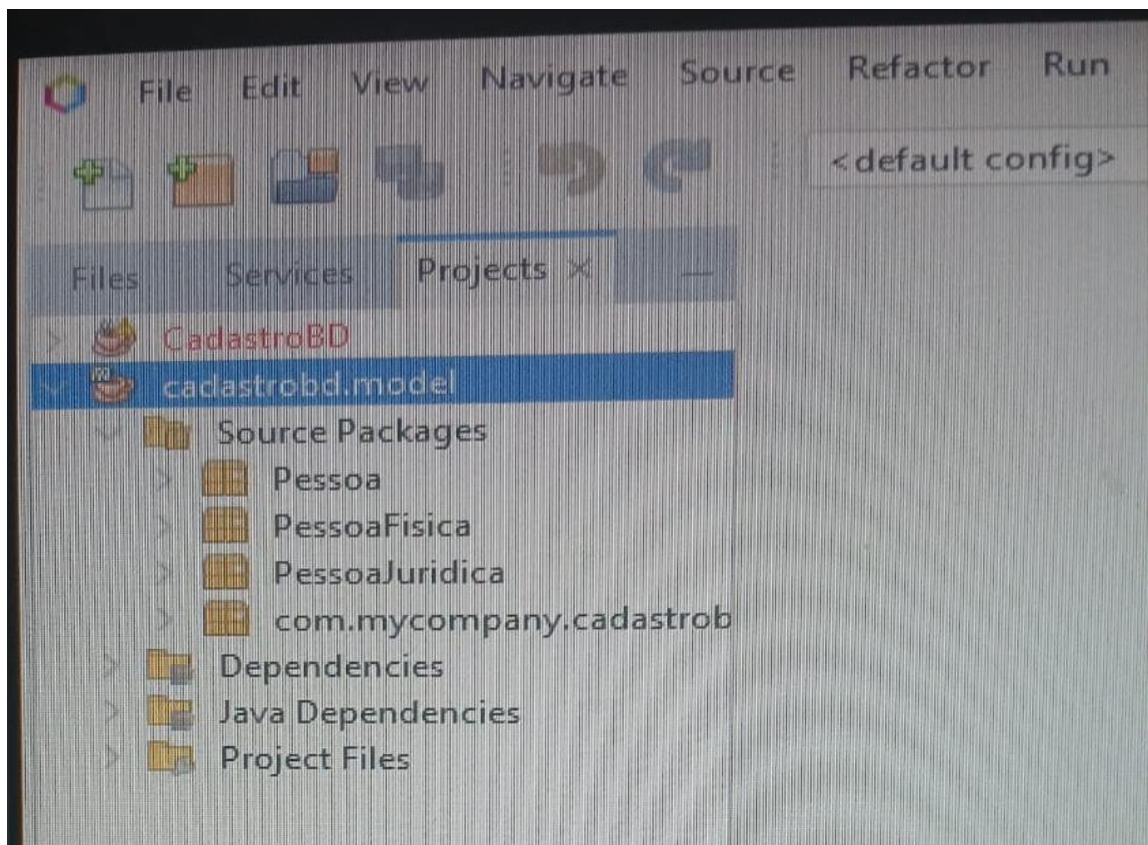 File Edit View Navigate Source Refactor Run
<default config>
Files Services Projects
CadastroBD
cadastrobd.model
Source Packages
Pessoa
PessoaFisica
PessoaJuridica
com.mycompany.cadastrob
Dependencies
Java Dependencies
Project Files